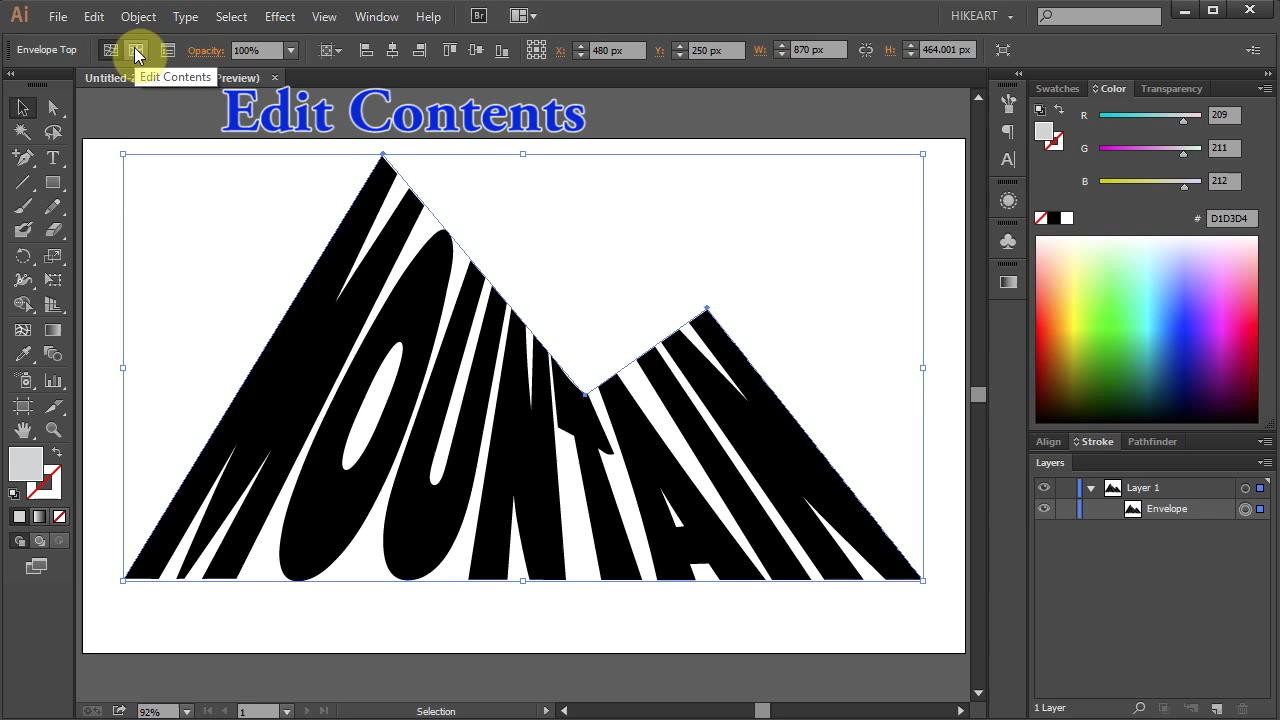 Ai File Edit Object Type Select Effect View Window Help Br HIKEART
Envelope Top Opacity: 100% X: 480 px Y: 250 px W: 870 px H: 464.001 px
Edit Contents
Untitled-2 Preview) ×
Edit Contents
MOUNTAIN
Swatches Color Transparency
R 209
G 211
B 212
# D1D3D4
Align Stroke Pathfinder
Layers
Layer 1
Envelope
1 Layer
92% 1 Selection